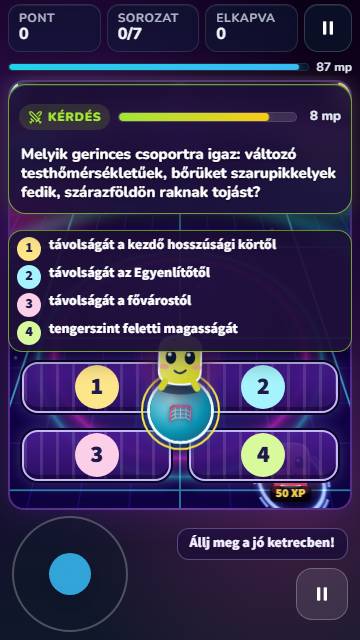 PONT
0
SOROZAT
0/7
ELKAPVA
0
87 mp
KÉRDÉS
8 mp
Melyik gerinces csoportra igaz: változó
testhőmérsékletűek, bőrüket szarupikkelyek
fedik, szárazföldön raknak tojást?
1 távolságát a kezdő hosszúsági körtől
2 távolságát az Egyenlítőtől
3 távolságát a fővárostól
4 tengerszint feletti magasságát
1
2
3
4
50 XP
Állj meg a jó ketrecben!